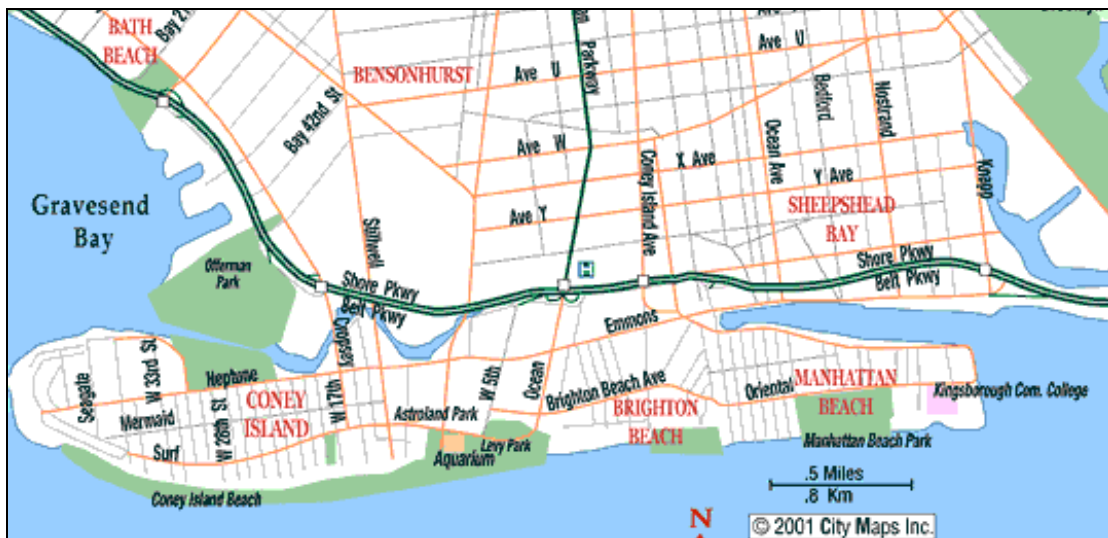 BATH
BEACH
Parkway
Ave U
Ave U
BENSONHURST
Bay 42nd St.
Bedford
Nostrand
Ave W
Coney Island Ave
X Ave
Ocean Ave
Y Ave
Knapp
Gravesend
Bay
Ave Y
Stillwell
SHEEPSHEAD
BAY
Offerman
Park
H
Shore Pkwy
Belt Pkwy
Shore Pkwy
Belt Pkwy
Cropsey
Emmons
Seagate
W 33rd St.
Neptune
W 17th
W 5th
Ocean
Brighton Beach Ave
Oriental
MANHATTAN
BEACH
Kingsborough Com. College
Mermaid
W 28th St.
CONEY
ISLAND
Astroland Park
BRIGHTON
BEACH
Surf
Levy Park
Aquarium
Manhattan Beach Park
Coney Island Beach
.5 Miles
.8 Km
N
© 2001 City Maps Inc.